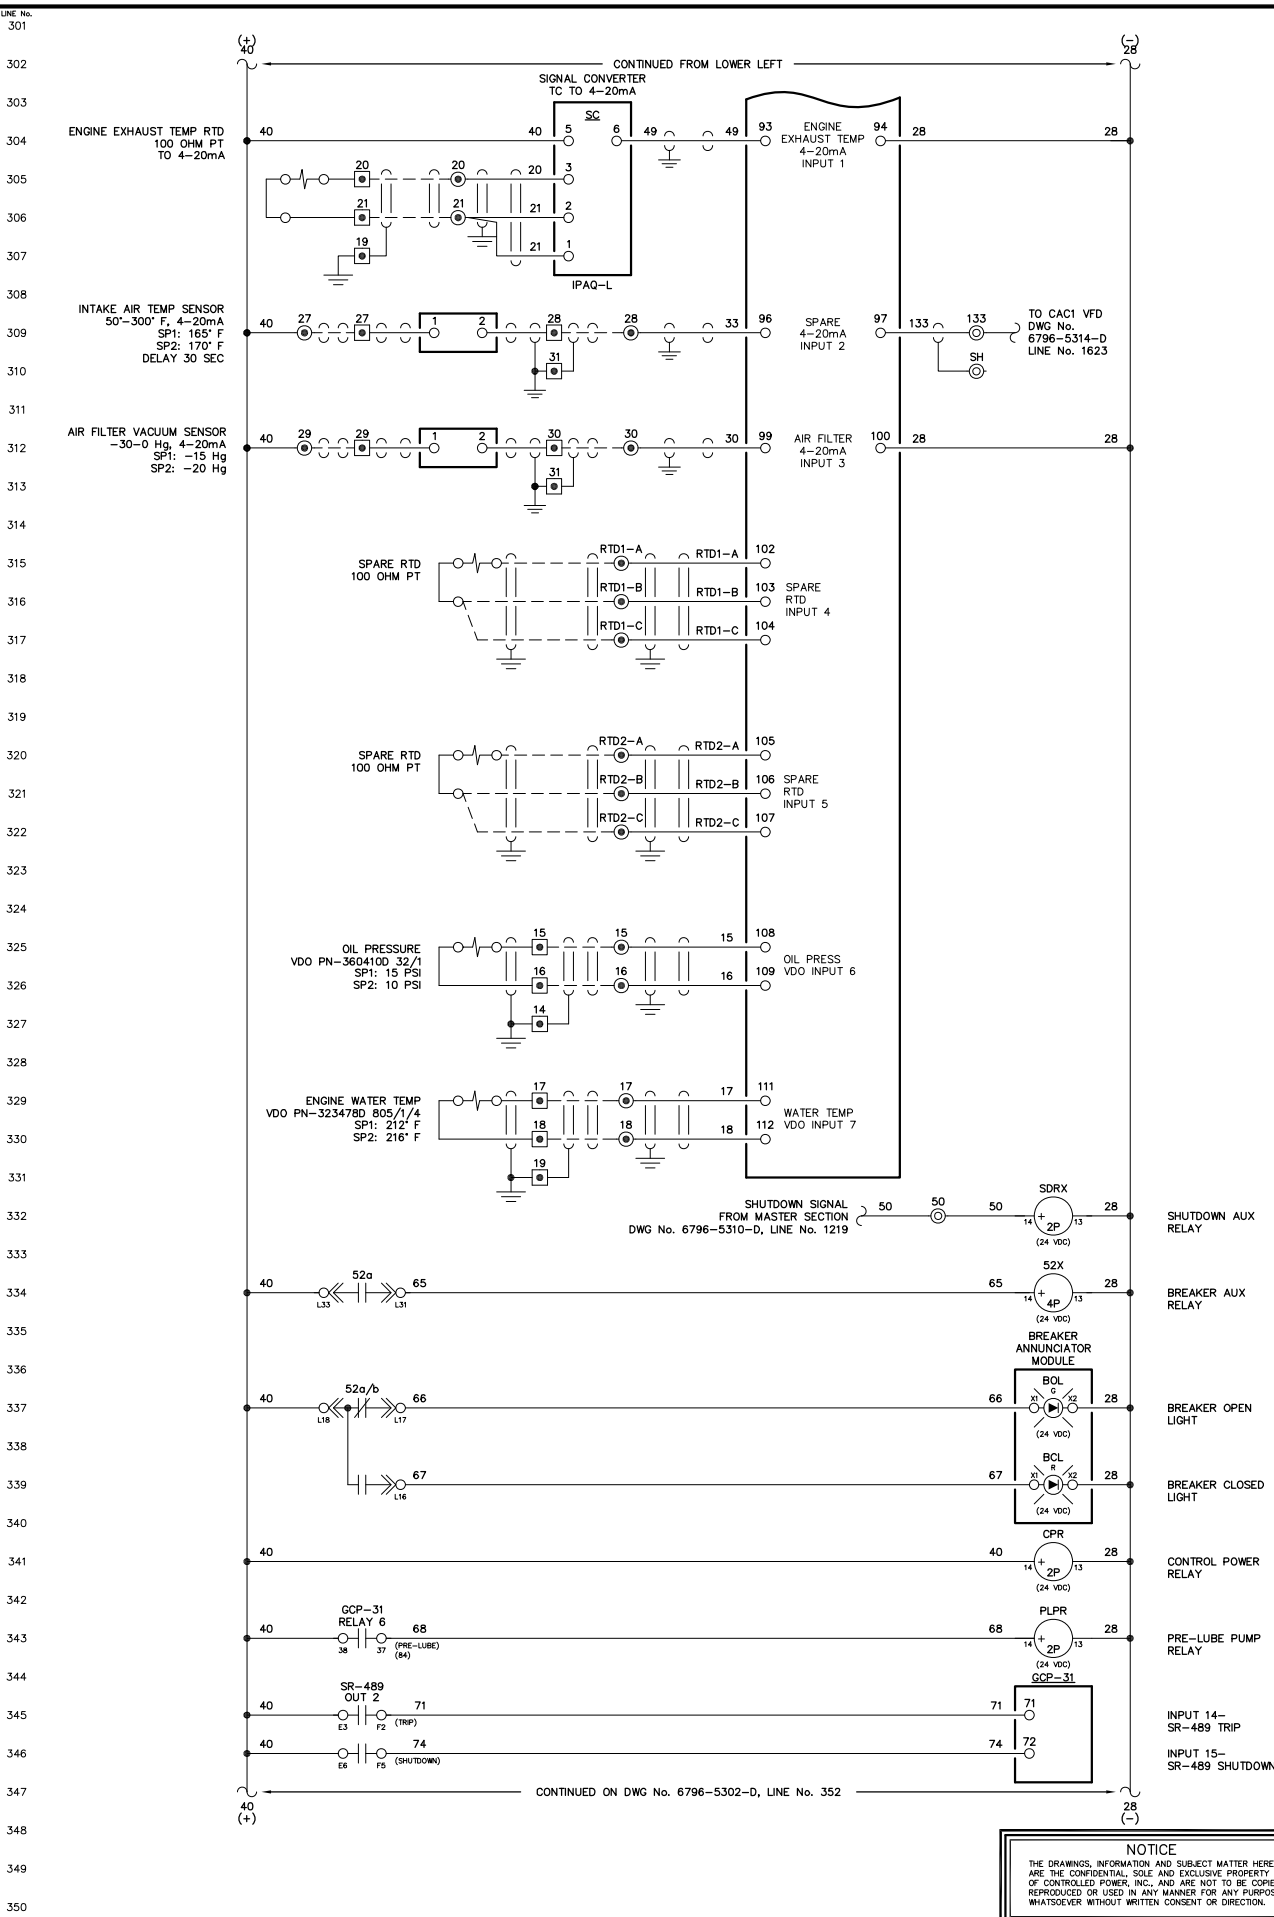 LINE No.
301
(+)
40
(-)
28
302
CONTINUED FROM LOWER LEFT
SIGNAL CONVERTER
TC TO 4-20mA
303
SC
ENGINE EXHAUST TEMP RTD
100 OHM PT
TO 4-20mA
304
40
40
5
6
49
49
93
ENGINE
EXHAUST TEMP
4-20mA
INPUT 1
94
28
28
305
20
20
20
3
306
21
21
21
2
307
19
21
1
IPAQ-L
308
INTAKE AIR TEMP SENSOR
50°-300° F, 4-20mA
SP1: 165° F
SP2: 170° F
DELAY 30 SEC
309
40
27
27
1
2
28
28
33
96
SPARE
4-20mA
INPUT 2
97
133
133
TO CAC1 VFD
DWG No.
6796-5314-D
LINE No. 1623
310
31
SH
311
AIR FILTER VACUUM SENSOR
-30-0 Hg, 4-20mA
SP1: -15 Hg
SP2: -20 Hg
312
40
29
29
1
2
30
30
30
99
AIR FILTER
4-20mA
INPUT 3
100
28
28
313
31
314
SPARE RTD
100 OHM PT
315
RTD1-A
RTD1-A
102
316
RTD1-B
RTD1-B
103
SPARE
RTD
INPUT 4
317
RTD1-C
RTD1-C
104
318
319
SPARE RTD
100 OHM PT
320
RTD2-A
RTD2-A
105
321
RTD2-B
RTD2-B
106
SPARE
RTD
INPUT 5
322
RTD2-C
RTD2-C
107
323
324
OIL PRESSURE
VDO PN-360410D 32/1
SP1: 15 PSI
SP2: 10 PSI
325
15
15
15
108
OIL PRESS
VDO INPUT 6
326
16
16
16
109
327
14
328
ENGINE WATER TEMP
VDO PN-323478D 805/1/4
SP1: 212° F
SP2: 216° F
329
17
17
17
111
WATER TEMP
VDO INPUT 7
330
18
18
18
112
331
19
SHUTDOWN SIGNAL
FROM MASTER SECTION
DWG No. 6796-5310-D, LINE No. 1219
332
50
50
50
SDRX
14
+
2P
13
(24 VDC)
28
SHUTDOWN AUX
RELAY
333
334
40
52a
L33
L31
65
65
52X
14
+
4P
13
(24 VDC)
28
BREAKER AUX
RELAY
335
BREAKER
ANNUNCIATOR
MODULE
336
337
40
52a/b
L18
L17
66
66
BOL
G
X1
X2
(24 VDC)
28
BREAKER OPEN
LIGHT
338
339
L16
67
67
BCL
R
X1
X2
(24 VDC)
28
BREAKER CLOSED
LIGHT
340
341
40
40
CPR
14
+
2P
13
(24 VDC)
28
CONTROL POWER
RELAY
342
GCP-31
RELAY 6
343
40
38
37
68
(PRE-LUBE)
(84)
68
PLPR
14
+
2P
13
(24 VDC)
28
PRE-LUBE PUMP
RELAY
344
SR-489
OUT 2
GCP-31
345
40
E3
F2
71
(TRIP)
71
71
INPUT 14-
SR-489 TRIP
346
40
E6
F5
74
(SHUTDOWN)
74
72
INPUT 15-
SR-489 SHUTDOWN
347
CONTINUED ON DWG No. 6796-5302-D, LINE No. 352
40
(+)
28
(-)
348
NOTICE
THE DRAWINGS, INFORMATION AND SUBJECT MATTER HERE
ARE THE CONFIDENTIAL, SOLE AND EXCLUSIVE PROPERTY
OF CONTROLLED POWER, INC., AND ARE NOT TO BE COPIE
REPRODUCED OR USED IN ANY MANNER FOR ANY PURPOS
WHATSOEVER WITHOUT WRITTEN CONSENT OR DIRECTION.
349
350